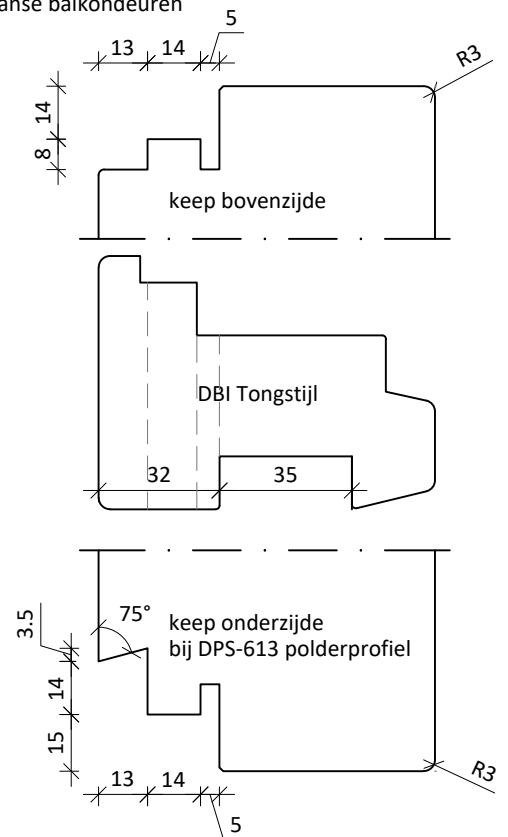 anse balkondeuren
5
13 14
R3
14
8
keep bovenzijde
DBI Tongstijl
32 35
3.5
75°
keep onderzijde
bij DPS-613 polderprofiel
14
15
R3
13 14
5